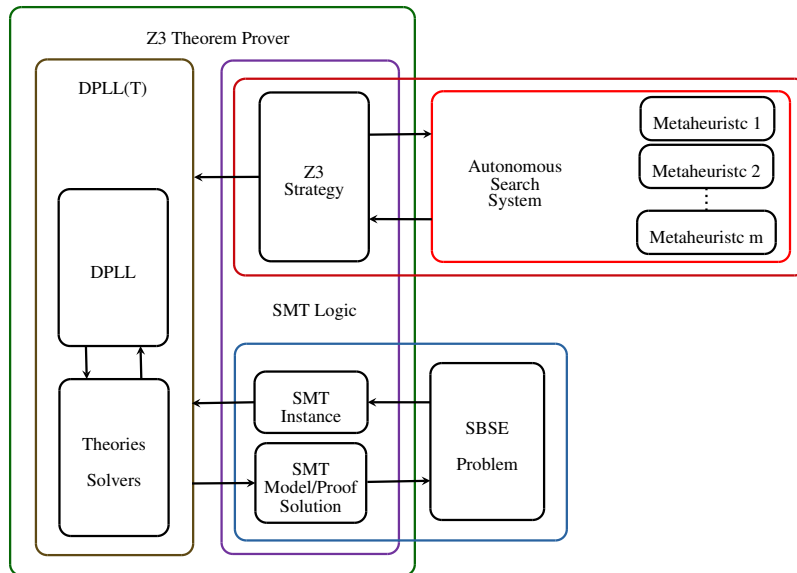 Z3 Theorem Prover
DPLL(T)
DPLL
Theories
Solvers
Z3
Strategy
SMT Logic
SMT
Instance
SMT
Model/Proof
Solution
Autonomous
Search
System
Metaheuristc 1
Metaheuristc 2
Metaheuristc m
SBSE
Problem